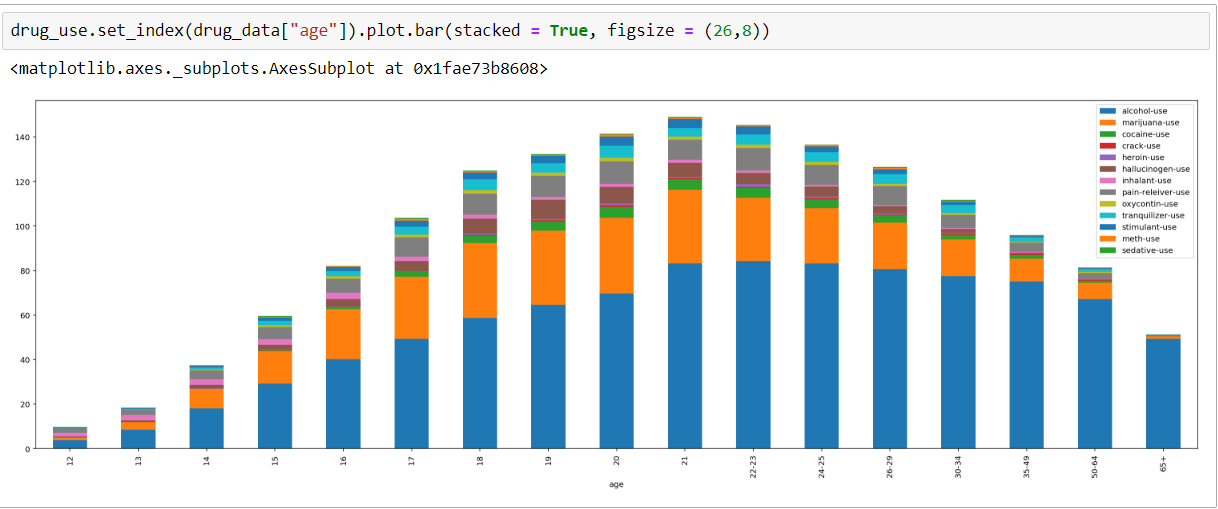 drug_use.set_index(drug_data["age"]).plot.bar(stacked = True, figsize = (26,8))
<matplotlib.axes._subplots.AxesSubplot at 0x1fae73b8608>
alcohol-use
marijuana-use
cocaine-use
crack-use
heroin-use
hallucinogen-use
inhalant-use
pain-releiver-use
oxycontin-use
tranquilizer-use
stimulant-use
meth-use
sedative-use
140
120
100
80
60
40
20
0
12 13 14 15 16 17 18 19 20 21 22-23 24-25 26-29 30-34 35-49 50-64 65+
age